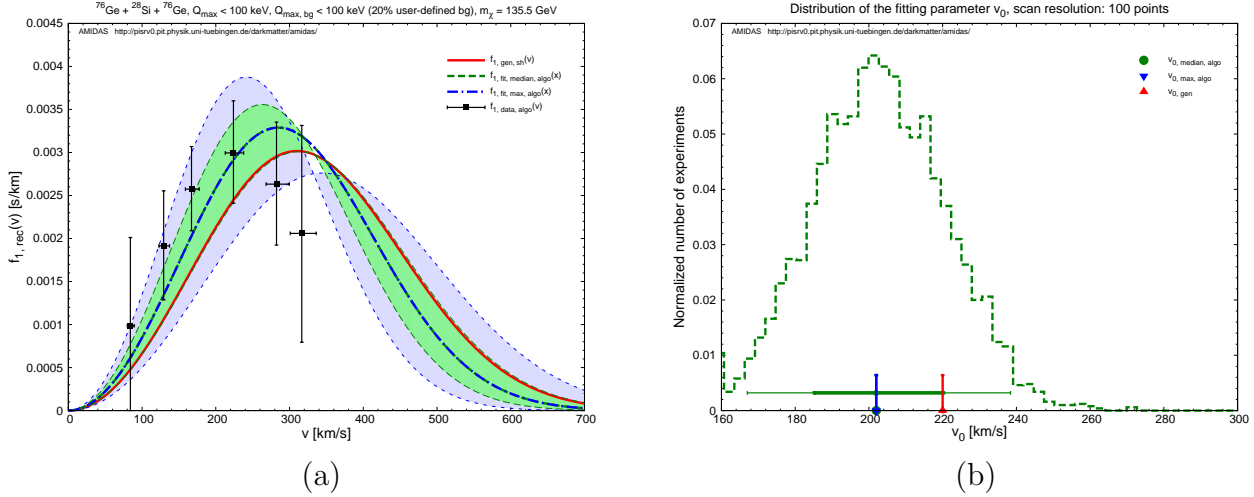 ⁷⁶Ge + ²⁸Si + ⁷⁶Ge, Q_max < 100 keV, Q_max, bg < 100 keV (20% user-defined bg), m_χ = 135.5 GeV
0.0045
AMIDAS http://pisrv0.pit.physik.uni-tuebingen.de/darkmatter/amidas/
0.004
0.0035
0.003
0.0025
0.002
0.0015
0.001
0.0005
0
f_1, rec(v) [s/km]
f_1, gen, sh(v)
f_1, fit, median, algo(x)
f_1, fit, max, algo(x)
f_1, data, algo(v)
0 100 200 300 400 500 600 700
v [km/s]
(a)
Distribution of the fitting parameter v_0, scan resolution: 100 points
0.07
AMIDAS http://pisrv0.pit.physik.uni-tuebingen.de/darkmatter/amidas/
0.06
0.05
0.04
0.03
0.02
0.01
0
Normalized number of experiments
v_0, median, algo
v_0, max, algo
v_0, gen
160 180 200 220 240 260 280 300
v_0 [km/s]
(b)